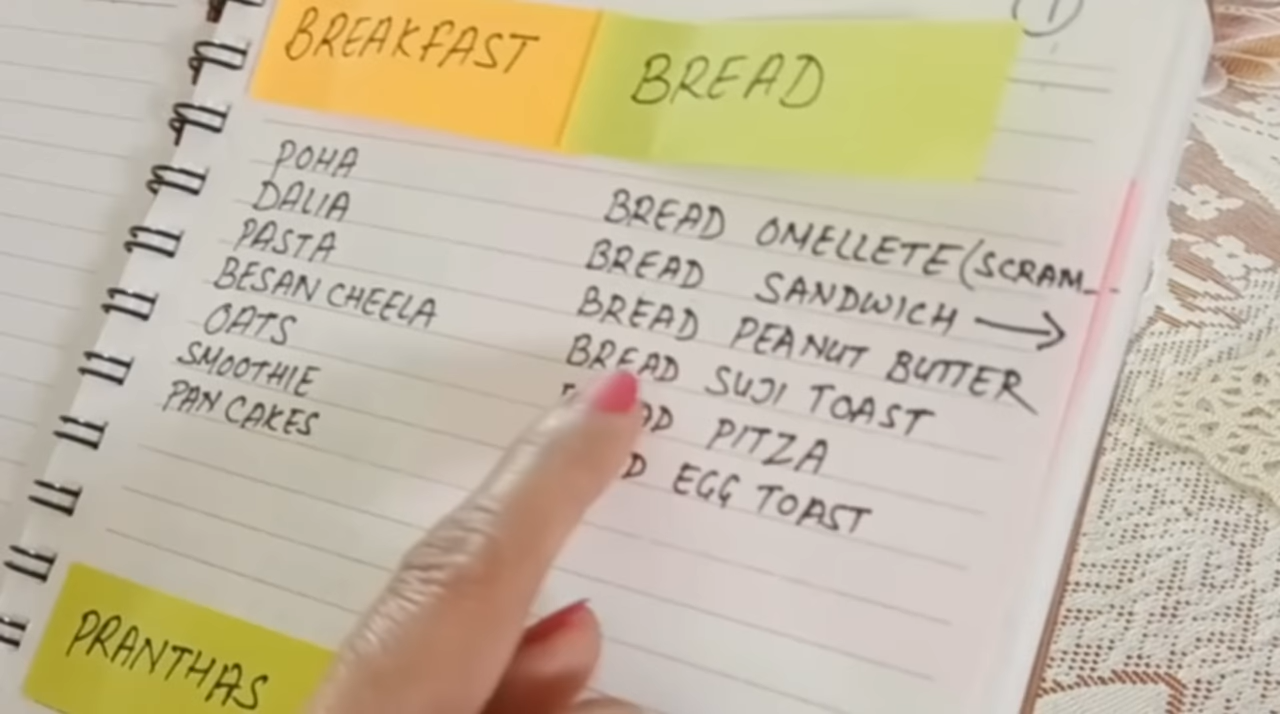 1
BREAKFAST
BREAD
POHA
DALIA
PASTA
BESAN CHEELA
OATS
SMOOTHIE
PAN CAKES
BREAD OMELLETE (SCRAM
BREAD SANDWICH →
BREAD PEANUT BUTTER
BREAD SUJI TOAST
PITZA
EGG TOAST
PRANTHAS